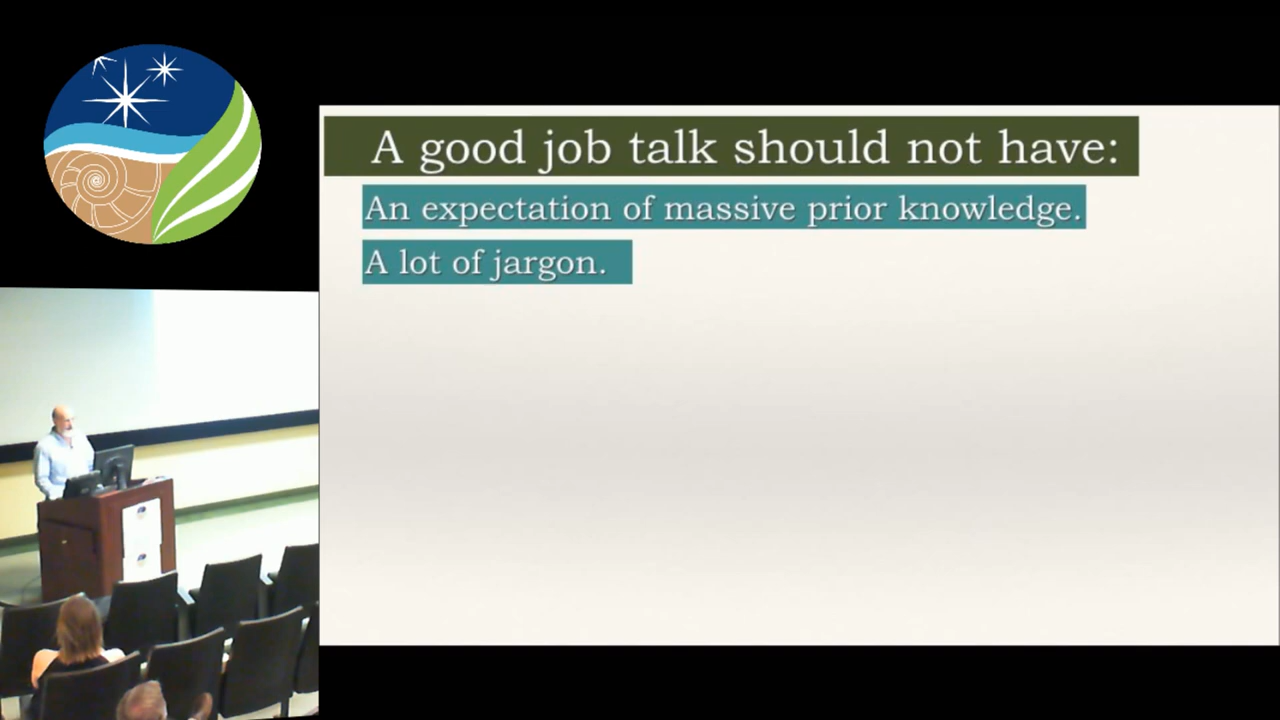 A good job talk should not have:
An expectation of massive prior knowledge.
A lot of jargon.